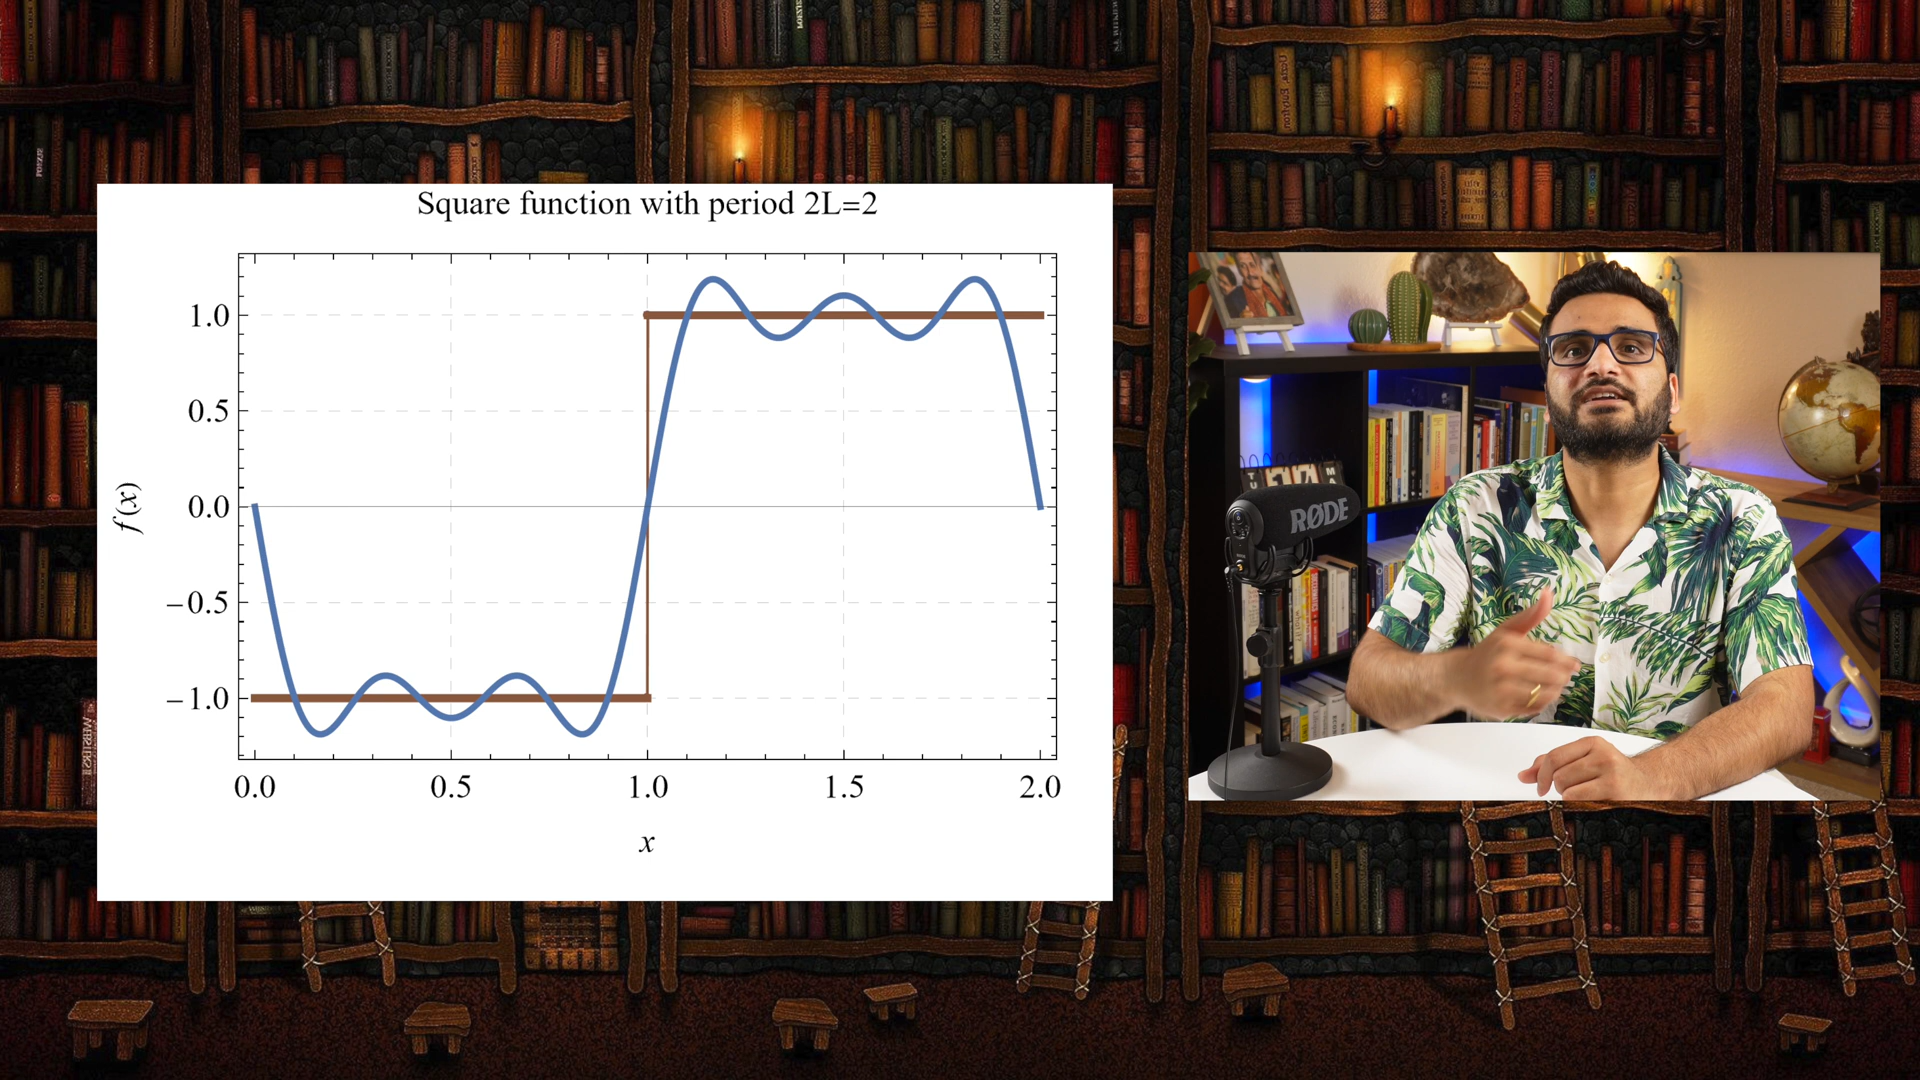 Square function with period 2L=2
1.0
0.5
0.0
−0.5
−1.0
f(x)
0.0 0.5 1.0 1.5 2.0
x
RØDE